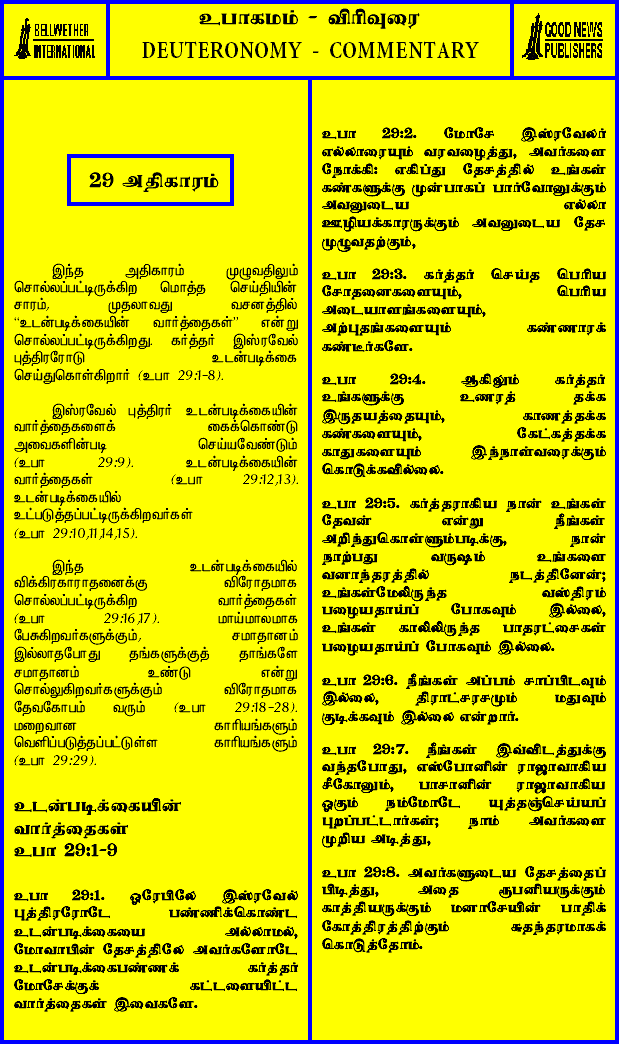 BELLWETHER
INTERNATIONAL
உபாகமம் - விரிவுரை
DEUTERONOMY - COMMENTARY
GOOD NEWS
PUBLISHERS
29 அதிகாரம்
இந்த அதிகாரம் முழுவதிலும்
சொல்லப்பட்டிருக்கிற மொத்த செய்தியின்
சாரம், முதலாவது வசனத்தில்
“உடன்படிக்கையின் வார்த்தைகள்” என்று
சொல்லப்பட்டிருக்கிறது. கர்த்தர் இஸ்ரவேல்
புத்திரரோடு உடன்படிக்கை
செய்துகொள்கிறார் (உபா 29:1-8).
இஸ்ரவேல் புத்திரர் உடன்படிக்கையின்
வார்த்தைகளைக் கைக்கொண்டு
அவைகளின்படி செய்யவேண்டும்
(உபா 29:9). உடன்படிக்கையின்
வார்த்தைகள் (உபா 29:12,13).
உடன்படிக்கையில்
உட்படுத்தப்பட்டிருக்கிறவர்கள்
(உபா 29:10,11,14,15).
இந்த உடன்படிக்கையில்
விக்கிரகாராதனைக்கு விரோதமாக
சொல்லப்பட்டிருக்கிற வார்த்தைகள்
(உபா 29:16,17). மாய்மாலமாக
பேசுகிறவர்களுக்கும், சமாதானம்
இல்லாதபோது தங்களுக்குத் தாங்களே
சமாதானம் உண்டு என்று
சொல்லுகிறவர்களுக்கும் விரோதமாக
தேவகோபம் வரும் (உபா 29:18-28).
மறைவான காரியங்களும்
வெளிப்படுத்தப்பட்டுள்ள காரியங்களும்
(உபா 29:29).
உடன்படிக்கையின்
வார்த்தைகள்
உபா 29:1-9
உபா 29:1. ஓரேபிலே இஸ்ரவேல்
புத்திரரோடே பண்ணிக்கொண்ட
உடன்படிக்கையை அல்லாமல்,
மோவாபின் தேசத்திலே அவர்களோடே
உடன்படிக்கைபண்ணக் கர்த்தர்
மோசேக்குக் கட்டளையிட்ட
வார்த்தைகள் இவைகளே.
உபா 29:2. மோசே இஸ்ரவேலர்
எல்லாரையும் வரவழைத்து, அவர்களை
நோக்கி: எகிப்து தேசத்தில் உங்கள்
கண்களுக்கு முன்பாகப் பார்வோனுக்கும்
அவனுடைய எல்லா
ஊழியக்காரருக்கும் அவனுடைய தேச
முழுவதற்கும்,
உபா 29:3. கர்த்தர் செய்த பெரிய
சோதனைகளையும், பெரிய
அடையாளங்களையும்,
அற்புதங்களையும் கண்ணாரக்
கண்டீர்களே.
உபா 29:4. ஆகிலும் கர்த்தர்
உங்களுக்கு உணரத் தக்க
இருதயத்தையும், காணத்தக்க
கண்களையும், கேட்கத்தக்க
காதுகளையும் இந்நாள்வரைக்கும்
கொடுக்கவில்லை.
உபா 29:5. கர்த்தராகிய நான் உங்கள்
தேவன் என்று நீங்கள்
அறிந்துகொள்ளும்படிக்கு, நான்
நாற்பது வருஷம் உங்களை
வனாந்தரத்தில் நடத்தினேன்;
உங்கள்மேலிருந்த வஸ்திரம்
பழையதாய்ப் போகவும் இல்லை,
உங்கள் காலிலிருந்த பாதரட்சைகள்
பழையதாய்ப் போகவும் இல்லை.
உபா 29:6. நீங்கள் அப்பம் சாப்பிடவும்
இல்லை, திராட்சரசமும் மதுவும்
குடிக்கவும் இல்லை என்றார்.
உபா 29:7. நீங்கள் இவ்விடத்துக்கு
வந்தபோது, எஸ்போனின் ராஜாவாகிய
சீகோனும், பாசானின் ராஜாவாகிய
ஓகும் நம்மோடே யுத்தஞ்செய்யப்
புறப்பட்டார்கள்; நாம் அவர்களை
முறிய அடித்து,
உபா 29:8. அவர்களுடைய தேசத்தைப்
பிடித்து, அதை ரூபனியருக்கும்
காத்தியருக்கும் மனாசேயின் பாதிக்
கோத்திரத்திற்கும் சுதந்தரமாகக்
கொடுத்தோம்.